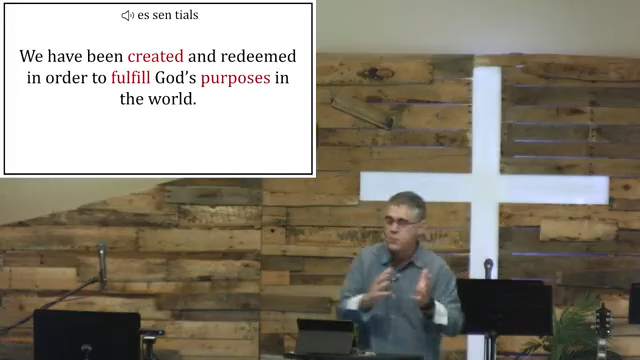 es sen tials
We have been created and redeemed
in order to fulfill God's purposes in
the world.